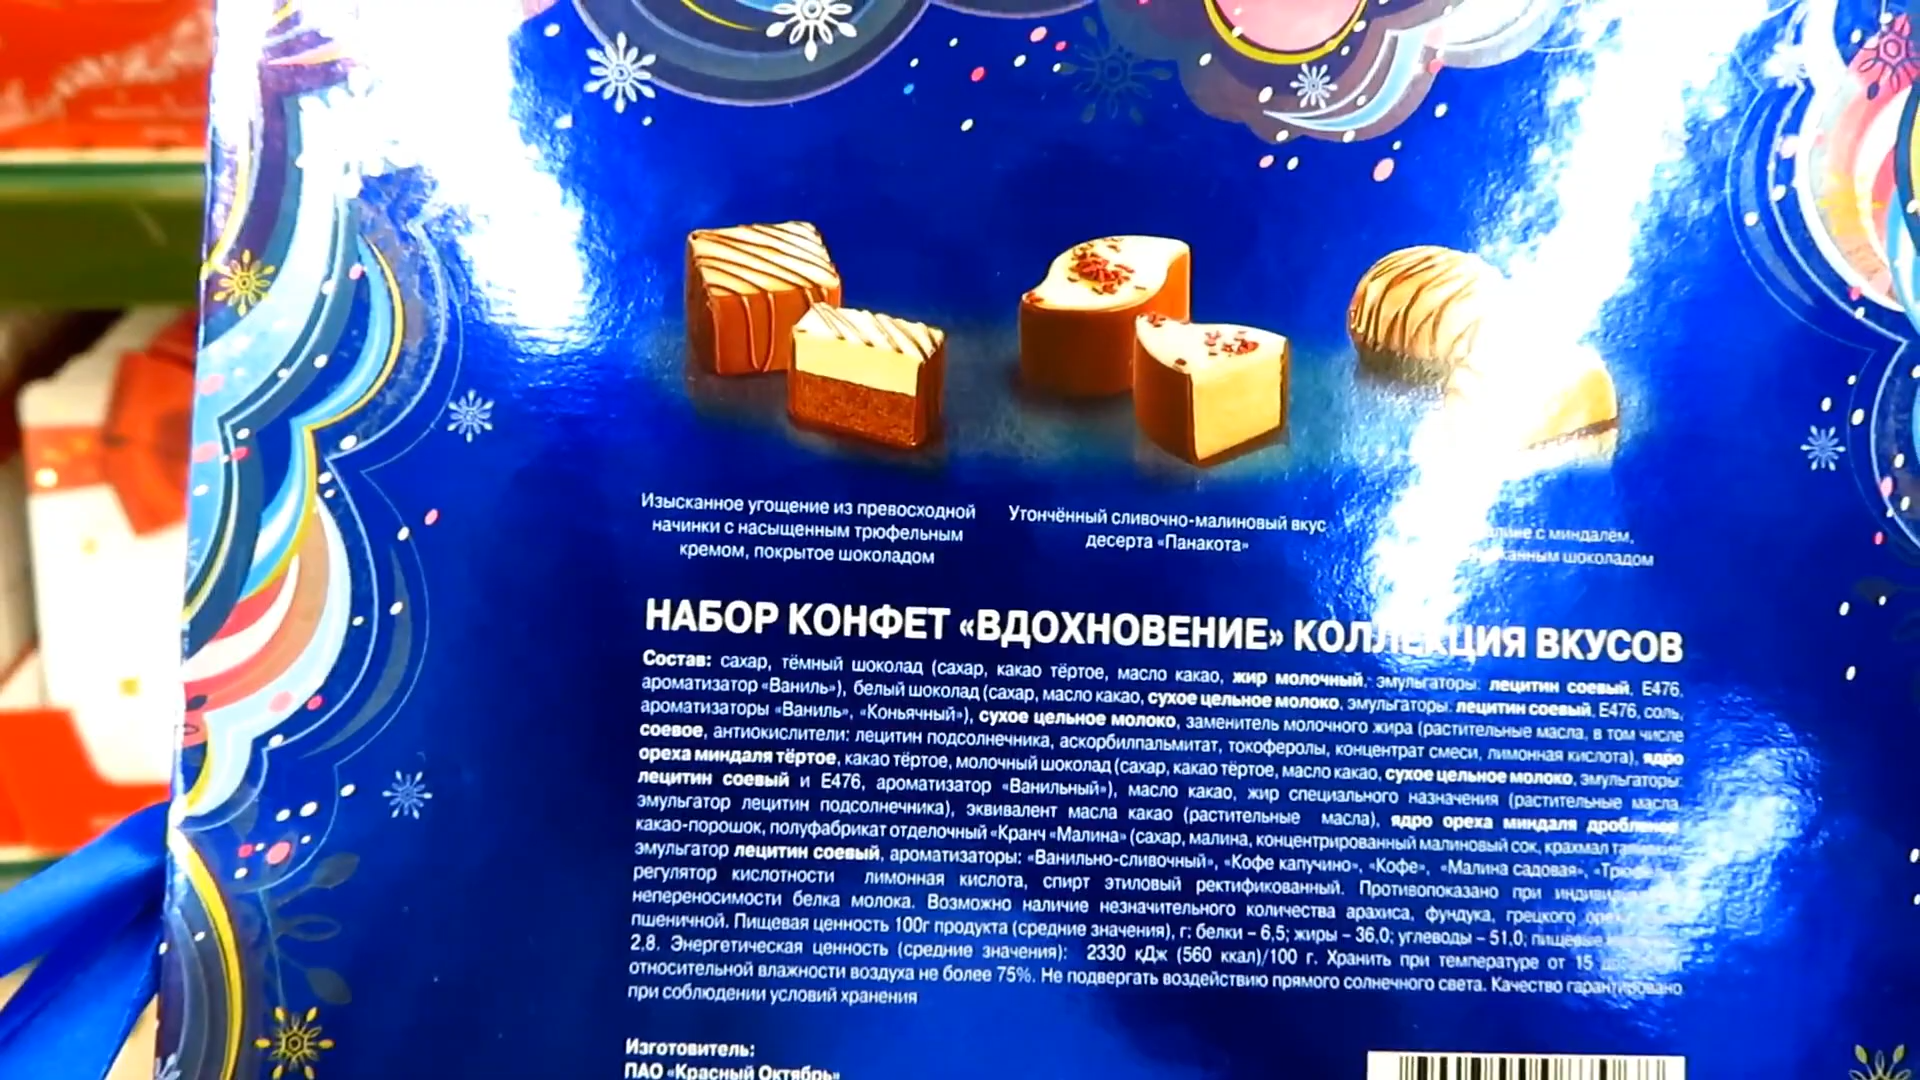 Изысканное угощение из превосходной
начинки с насыщенным трюфельным
кремом, покрытое шоколадом
Утончённый сливочно-малиновый вкус
десерта «Панакота»
с миндалём,
шоколадом
НАБОР КОНФЕТ «ВДОХНОВЕНИЕ» КОЛЛЕКЦИЯ ВКУСОВ
Состав: сахар, тёмный шоколад (сахар, какао тёртое, масло какао, жир молочный, эмульгаторы: лецитин соевый, Е476,
ароматизатор «Ваниль»), белый шоколад (сахар, масло какао, сухое цельное молоко, эмульгаторы: лецитин соевый, Е476, соль,
ароматизаторы «Ваниль», «Коньячный»), сухое цельное молоко, заменитель молочного жира (растительные масла, в том числе
соевое, антиокислители: лецитин подсолнечника, аскорбилпальмитат, токоферолы, концентрат смеси, лимонная кислота), ядро
ореха миндаля тёртое, какао тёртое, молочный шоколад (сахар, какао тёртое, масло какао, сухое цельное молоко, эмульгаторы:
лецитин соевый и Е476, ароматизатор «Ванильный»), масло какао, жир специального назначения (растительные масла,
эмульгатор лецитин подсолнечника), эквивалент масла какао (растительные масла), ядро ореха миндаля дробленое
какао-порошок, полуфабрикат отделочный «Кранч «Малина» (сахар, малина, концентрированный малиновый сок, крахмал
эмульгатор лецитин соевый, ароматизаторы: «Ванильно-сливочный», «Кофе капучино», «Кофе», «Малина садовая»,
регулятор кислотности лимонная кислота, спирт этиловый ректификованный. Противопоказано при
непереносимости белка молока. Возможно наличие незначительного количества арахиса, фундука, грецкого
пшеничной. Пищевая ценность 100г продукта (средние значения), г: белки – 6,5; жиры – 36,0; углеводы – 51,0; пищевые
2,8. Энергетическая ценность (средние значения): 2330 кДж (560 ккал)/100 г. Хранить при температуре от 15
относительной влажности воздуха не более 75%. Не подвергать воздействию прямого солнечного света. Качество гарантировано
при соблюдении условий хранения
Изготовитель:
ПАО «Красный Октябрь»